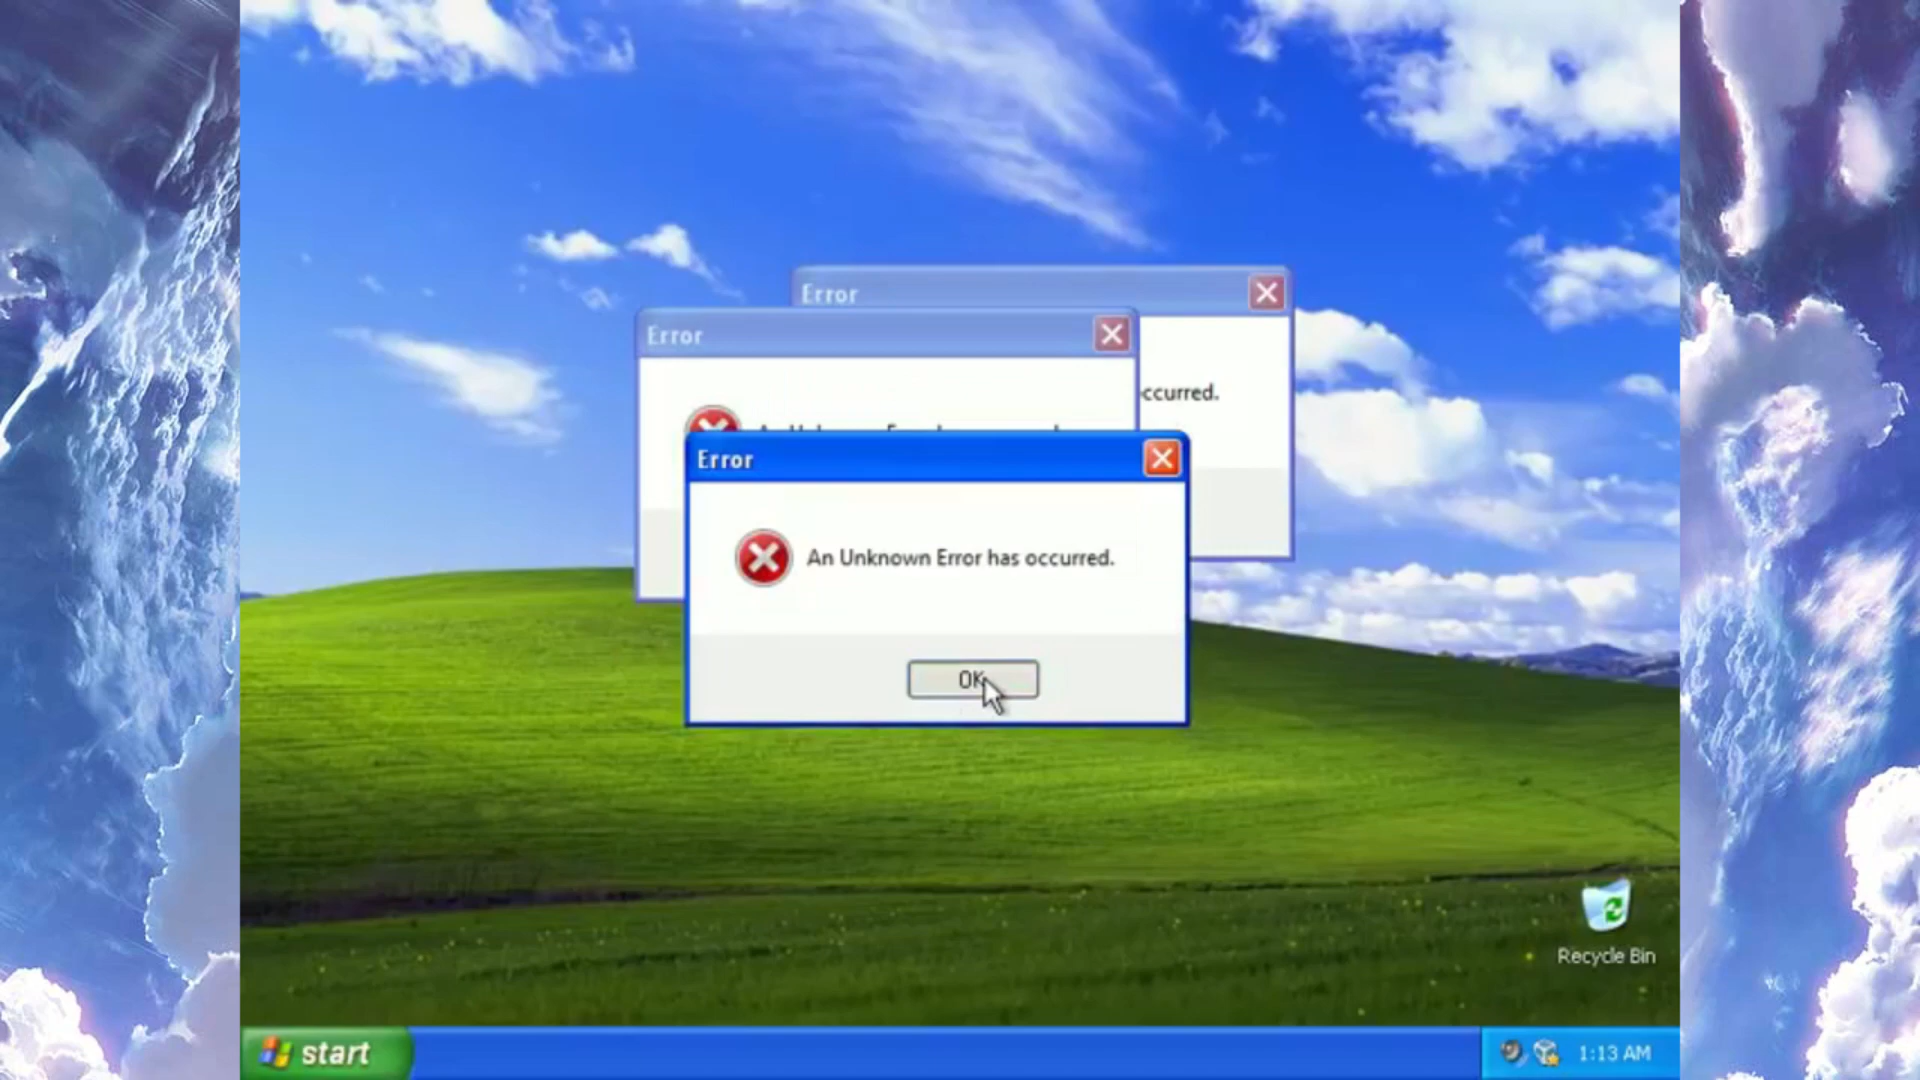 Error
Error
occurred.
Error
An Unknown Error has occurred.
OK
Recycle Bin
start
1:13 AM